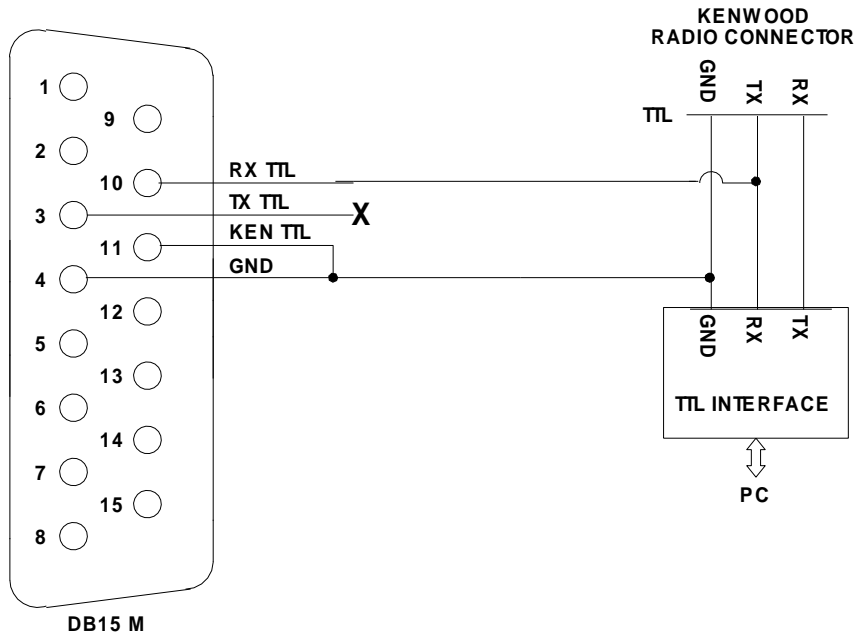 KENWOOD
RADIO CONNECTOR
GND
TX
RX
TTL
1
9
2
10
RX TTL
3
TX TTL
X
11
KEN TTL
4
GND
12
GND
RX
TX
5
13
TTL INTERFACE
6
14
7
PC
15
8
DB15 M